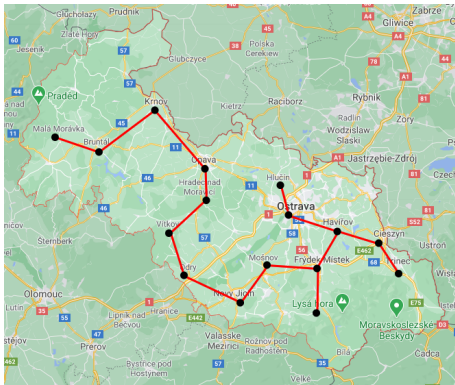 Głuchołazy
Prudnik
Zabrze
Gliwice
Zlaté Hory
Polska
Cerekiew
Jeseník
Głubczyce
Praděd
Kietrz
Racibórz
Rybnik
Krnov
Radlin
Żory
Malá Morávka
Wodzisław
Śląski
Bruntál
Jastrzębie-Zdrój
Opava
Hlučín
Hradec nad
Moravicí
Ostrava
Havířov
Vítkov
Cieszyn
Ustroń
Šternberk
Mošnov
Frýdek-Místek
Odry
Třinec
Wisła
Olomouc
Nový Jičín
Lysá hora
Lipník nad
Bečvou
Hranice
Moravskoslezské
Beskydy
Valašské
Meziříčí
Rožnov pod
Radhoštěm
Přerov
Bystřice pod
Hostýnem
Bílá
Čadca
Velké